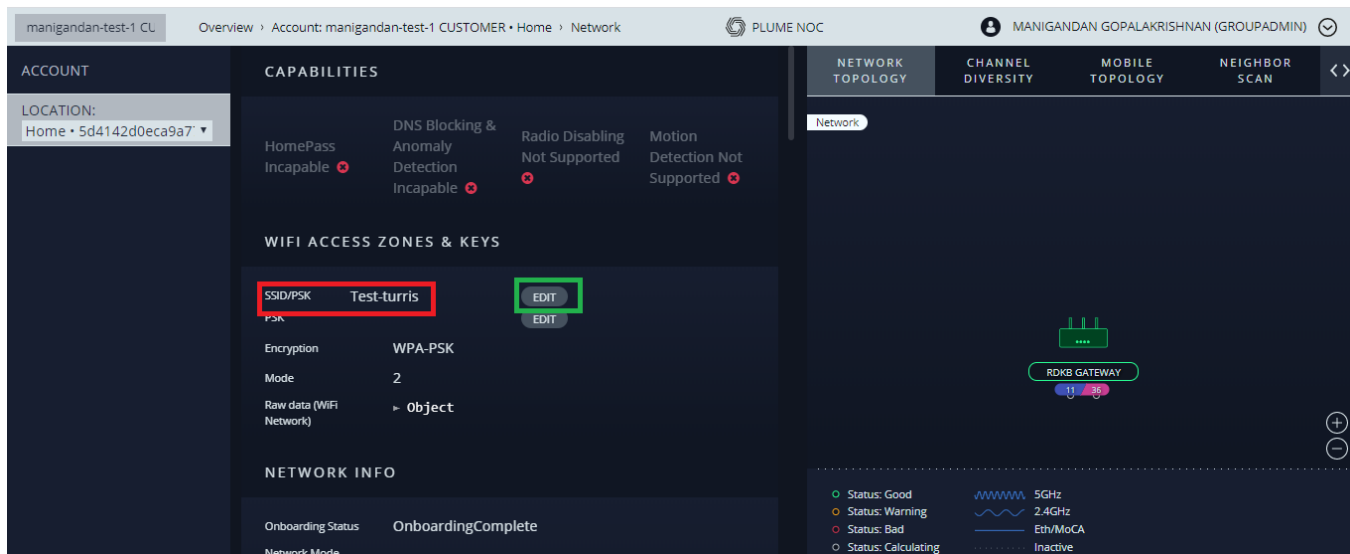 manigandan-test-1 CU
Overview › Account: manigandan-test-1 CUSTOMER • Home › Network
PLUME NOC
MANIGANDAN GOPALAKRISHNAN (GROUPADMIN)
ACCOUNT
LOCATION:
Home • 5d4142d0eca9a7
CAPABILITIES
HomePass
Incapable
DNS Blocking &
Anomaly
Detection
Incapable
Radio Disabling
Not Supported
Motion
Detection Not
Supported
WIFI ACCESS ZONES & KEYS
SSID/PSK Test-turris EDIT
PSK EDIT
Encryption WPA-PSK
Mode 2
Raw data (WiFi
Network)
► Object
NETWORK INFO
Onboarding Status OnboardingComplete
Network Mode
NETWORK
TOPOLOGY
CHANNEL
DIVERSITY
MOBILE
TOPOLOGY
NEIGHBOR
SCAN
Network
RDKB GATEWAY
11 36
Status: Good 5GHz
Status: Warning 2.4GHz
Status: Bad Eth/MoCA
Status: Calculating Inactive